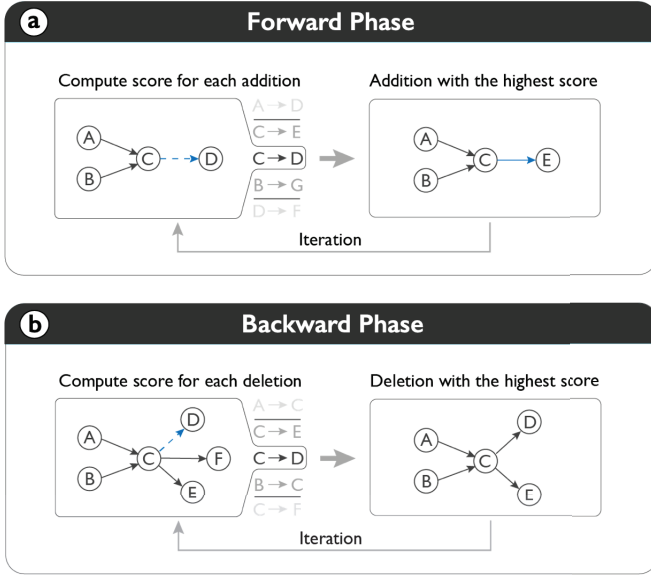 a Forward Phase
Compute score for each addition
Addition with the highest score
A → D
C → E
C → D
B → G
D → F
A
B
C
D
A
B
C
E
Iteration
b Backward Phase
Compute score for each deletion
Deletion with the highest score
A → C
C → E
C → D
B → C
C → F
A
B
C
D
F
E
A
B
C
D
E
Iteration